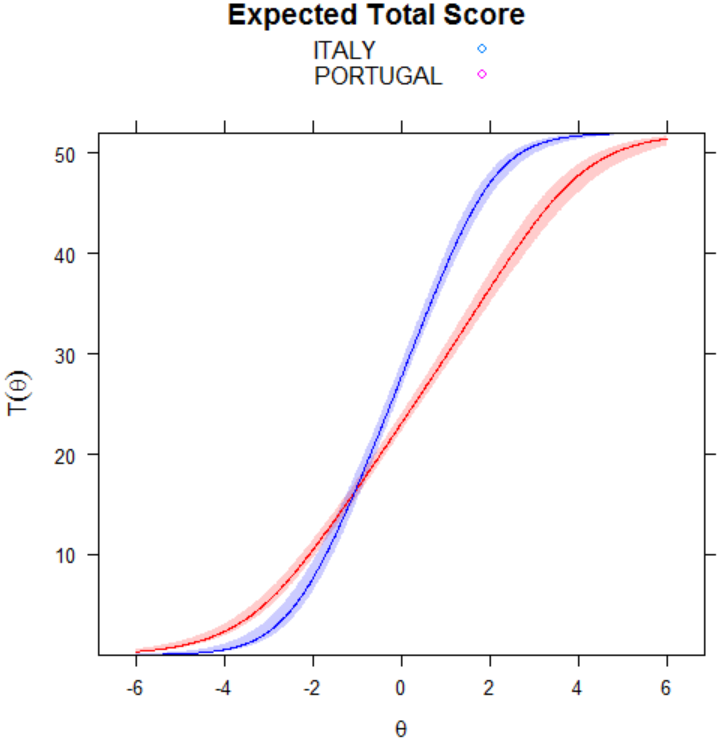 Expected Total Score
ITALY
PORTUGAL
50
40
30
20
10
T(θ)
-6 -4 -2 0 2 4 6
θ